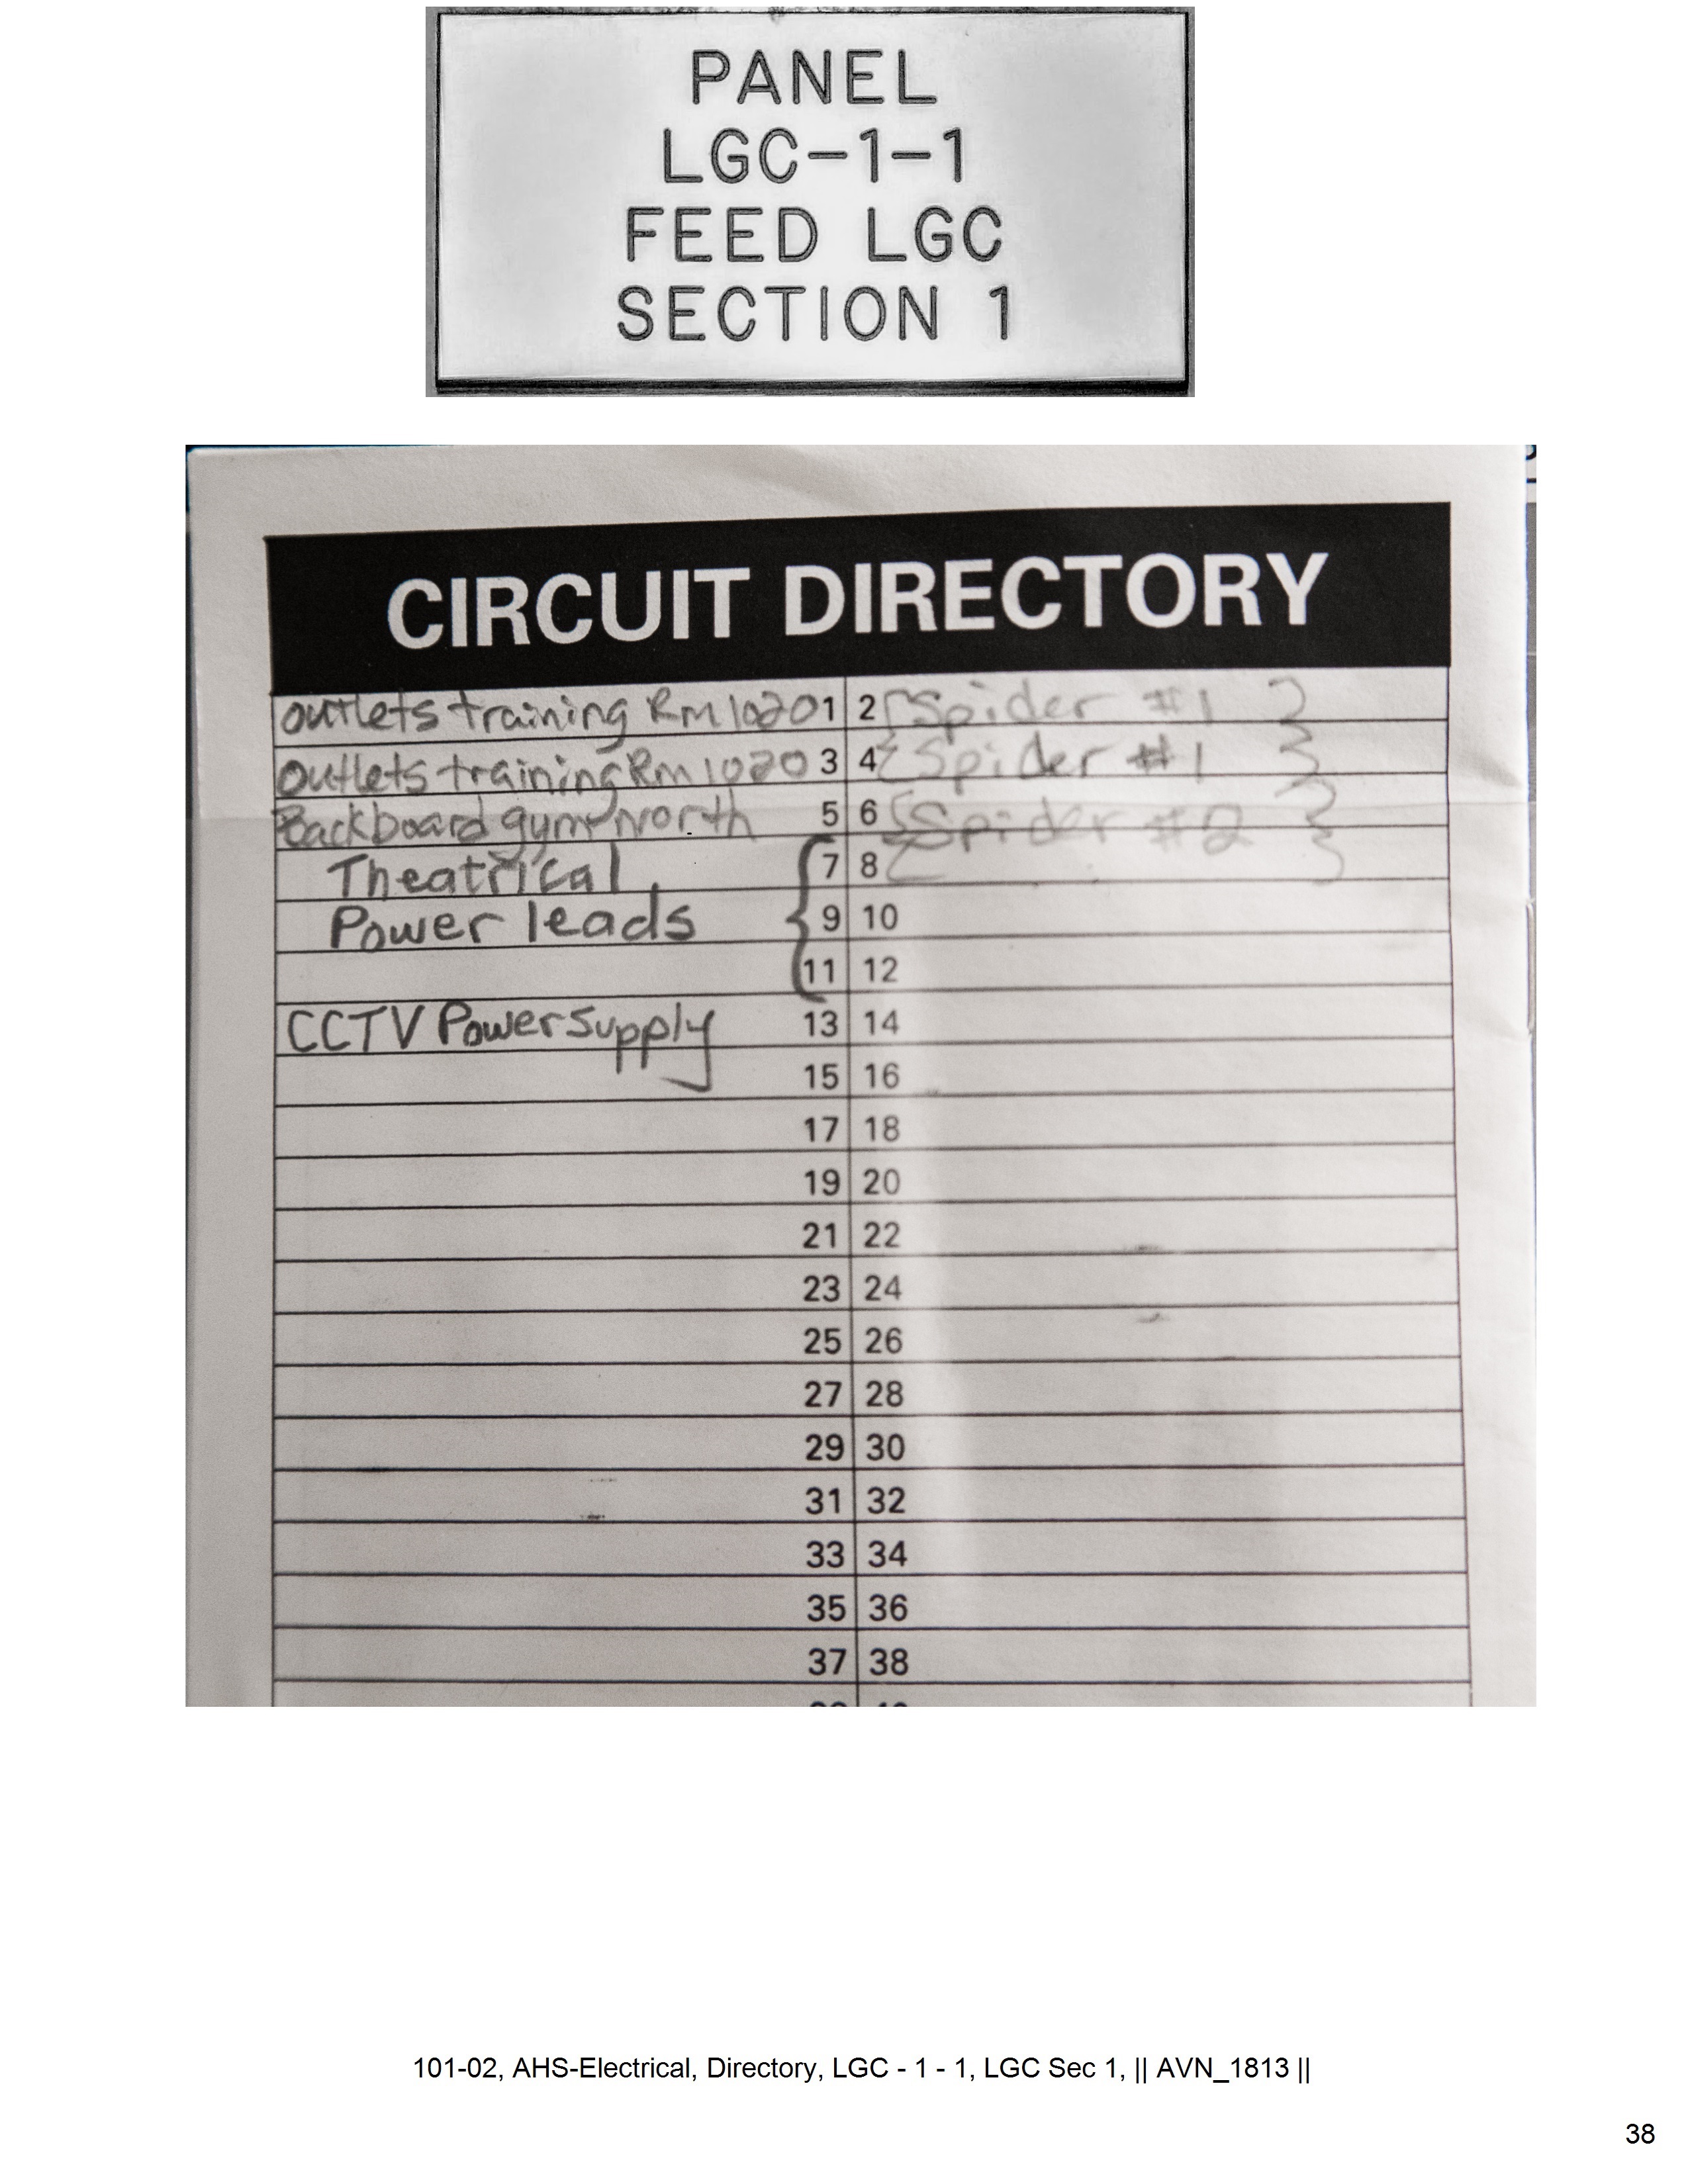 PANEL
LGC-1-1
FEED LGC
SECTION 1
CIRCUIT DIRECTORY
outlets training Rm 1020 1 2 { Spider #1 }
outlets training Rm 1020 3 4 { Spider #1 }
Backboard gym North 5 6 { Spider #2 }
Theatrical 7 8
Power leads 9 10
11 12
CCTV Power Supply 13 14
15 16
17 18
19 20
21 22
23 24
25 26
27 28
29 30
31 32
33 34
35 36
37 38
101-02, AHS-Electrical, Directory, LGC - 1 - 1, LGC Sec 1, || AVN_1813 ||
38